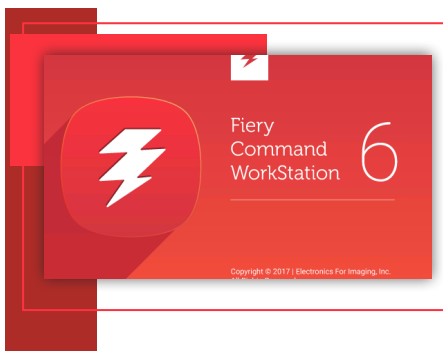 Fiery
Command
WorkStation
6
Copyright © 2017 | Electronics For Imaging, Inc.